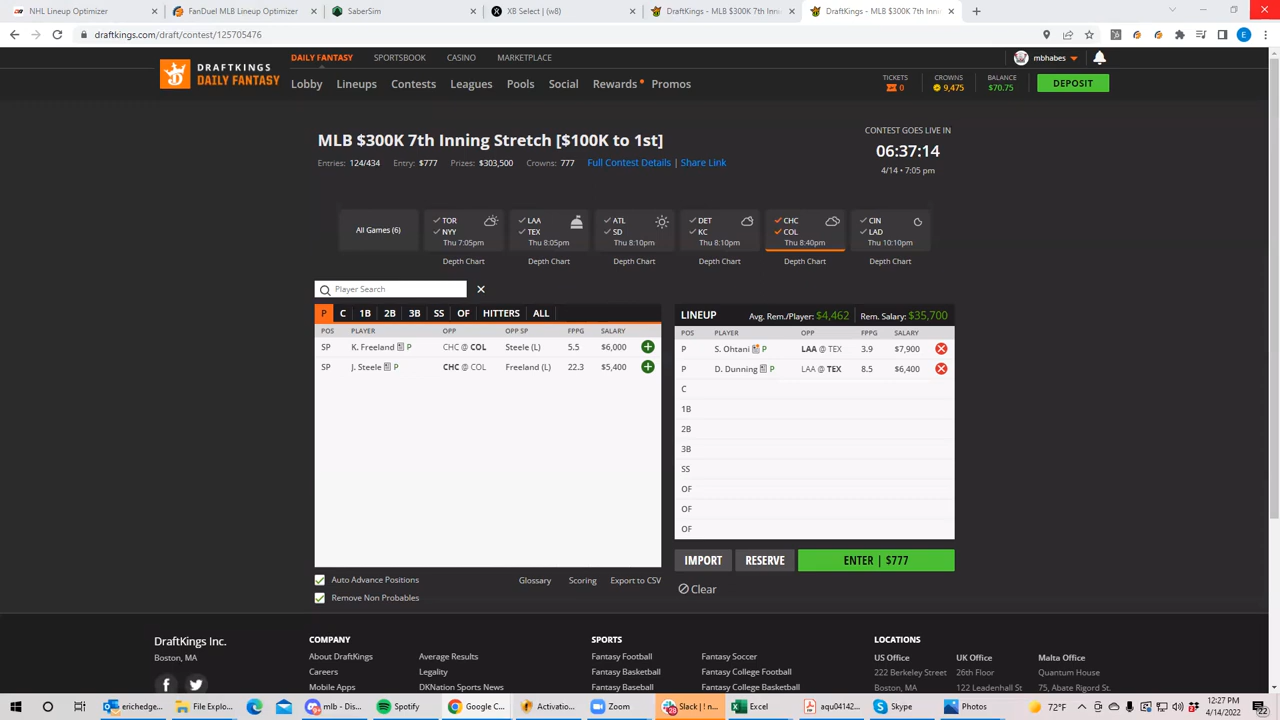 NHL Lineup Optimizer
FanDuel MLB Lineup Optimizer
SaberSim
XB Select | (w8)
DraftKings - MLB $300K 7th Inni
DraftKings - MLB $300K 7th Inni
draftkings.com/draft/contest/125705476
E
DAILY FANTASY SPORTSBOOK CASINO MARKETPLACE
mbhabes
DRAFTKINGS
DAILY FANTASY
Lobby Lineups Contests Leagues Pools Social Rewards Promos
TICKETS CROWNS BALANCE
0 9,475 $70.75
DEPOSIT
MLB $300K 7th Inning Stretch [$100K to 1st]
Entries: 124/434 Entry: $777 Prizes: $303,500 Crowns: 777 Full Contest Details | Share Link
CONTEST GOES LIVE IN
06:37:14
4/14 • 7:05 pm
All Games (6)
TOR
NYY
Thu 7:05pm
Depth Chart
LAA
TEX
Thu 8:05pm
Depth Chart
ATL
SD
Thu 8:10pm
Depth Chart
DET
KC
Thu 8:10pm
Depth Chart
CHC
COL
Thu 8:40pm
Depth Chart
CIN
LAD
Thu 10:10pm
Depth Chart
Player Search
P C 1B 2B 3B SS OF HITTERS ALL
POS PLAYER OPP OPP SP FPPG SALARY
SP K. Freeland P CHC @ COL Steele (L) 5.5 $6,000
SP J. Steele P CHC @ COL Freeland (L) 22.3 $5,400
Auto Advance Positions
Remove Non Probables
Glossary Scoring Export to CSV
LINEUP Avg. Rem./Player: $4,462 Rem. Salary: $35,700
POS PLAYER OPP FPPG SALARY
P S. Ohtani P LAA @ TEX 3.9 $7,900
P D. Dunning P LAA @ TEX 8.5 $6,400
C
1B
2B
3B
SS
OF
OF
OF
IMPORT RESERVE ENTER | $777
Clear
DraftKings Inc.
Boston, MA
COMPANY
About DraftKings Average Results
Careers Legality
Mobile Apps DKNation Sports News
SPORTS
Fantasy Football Fantasy Soccer
Fantasy Basketball Fantasy College Football
Fantasy Baseball Fantasy College Basketball
LOCATIONS
US Office UK Office Malta Office
222 Berkeley Street 26th Floor Quantum House
Boston, MA 122 Leadenhall St 75, Abate Rigord St.
erichedge...
File Explo...
mlb - Dis...
Spotify
Google C...
Activatio...
Zoom
Slack | ! n...
Excel
aqu04142...
Skype
Photos
72°F
12:27 PM
4/14/2022
22